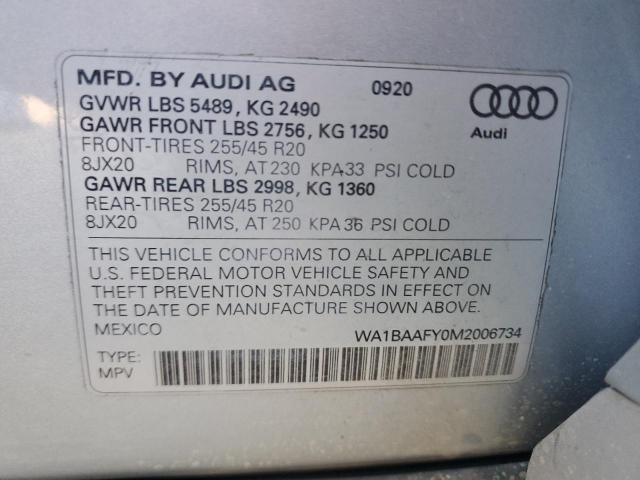 MFD. BY AUDI AG 0920
GVWR LBS 5489, KG 2490
GAWR FRONT LBS 2756, KG 1250
FRONT-TIRES 255/45 R20
8JX20 RIMS, AT 230 KPA 33 PSI COLD
GAWR REAR LBS 2998, KG 1360
REAR-TIRES 255/45 R20
8JX20 RIMS, AT 250 KPA 36 PSI COLD
Audi
THIS VEHICLE CONFORMS TO ALL APPLICABLE
U.S. FEDERAL MOTOR VEHICLE SAFETY AND
THEFT PREVENTION STANDARDS IN EFFECT ON
THE DATE OF MANUFACTURE SHOWN ABOVE.
MEXICO WA1BAAFY0M2006734
TYPE:
MPV